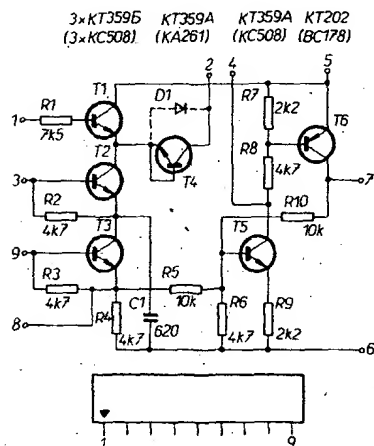 3×KT359Б KT359A KT359A KT202
(3×KC508) (KA261) (KC508) (BC178)
2 4 5
T1 D1 R7
2k2 T6
R1
1 7k5
T2 R8
4k7
T4
3 7
R2 R10
4k7 10k
T3 T5
9
R3 R5
4k7 10k
8 R4 C1 R6 R9
4k7 620 4k7 2k2
6
1 9